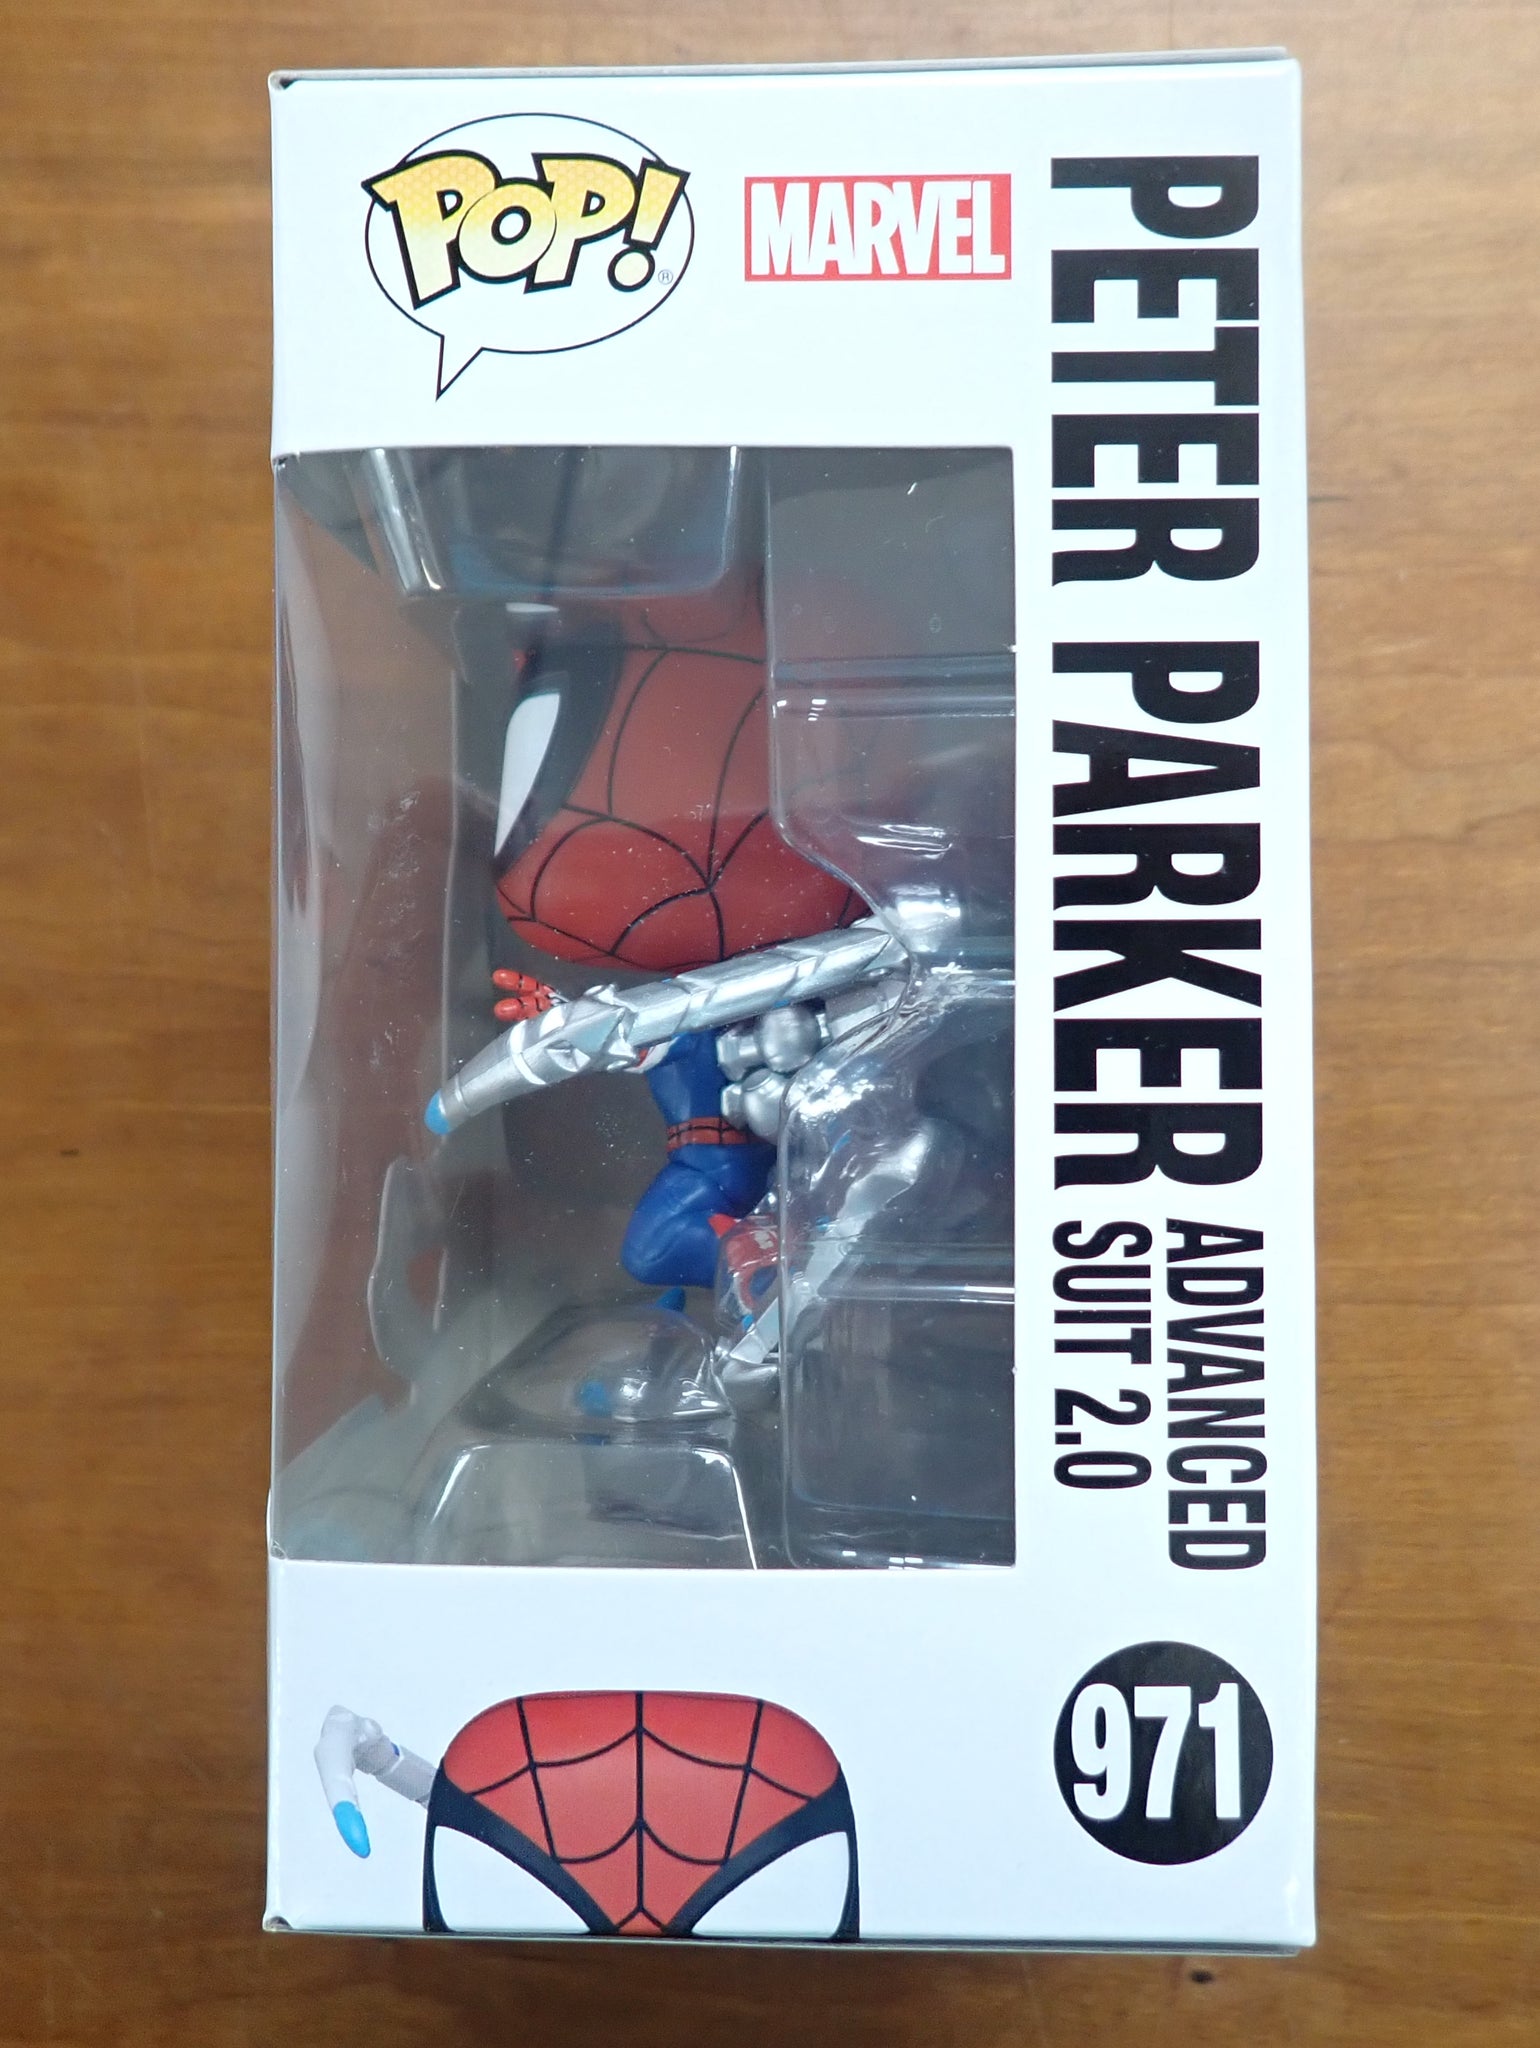 POP!®
MARVEL
PETER PARKER
ADVANCED
SUIT 2.0
971